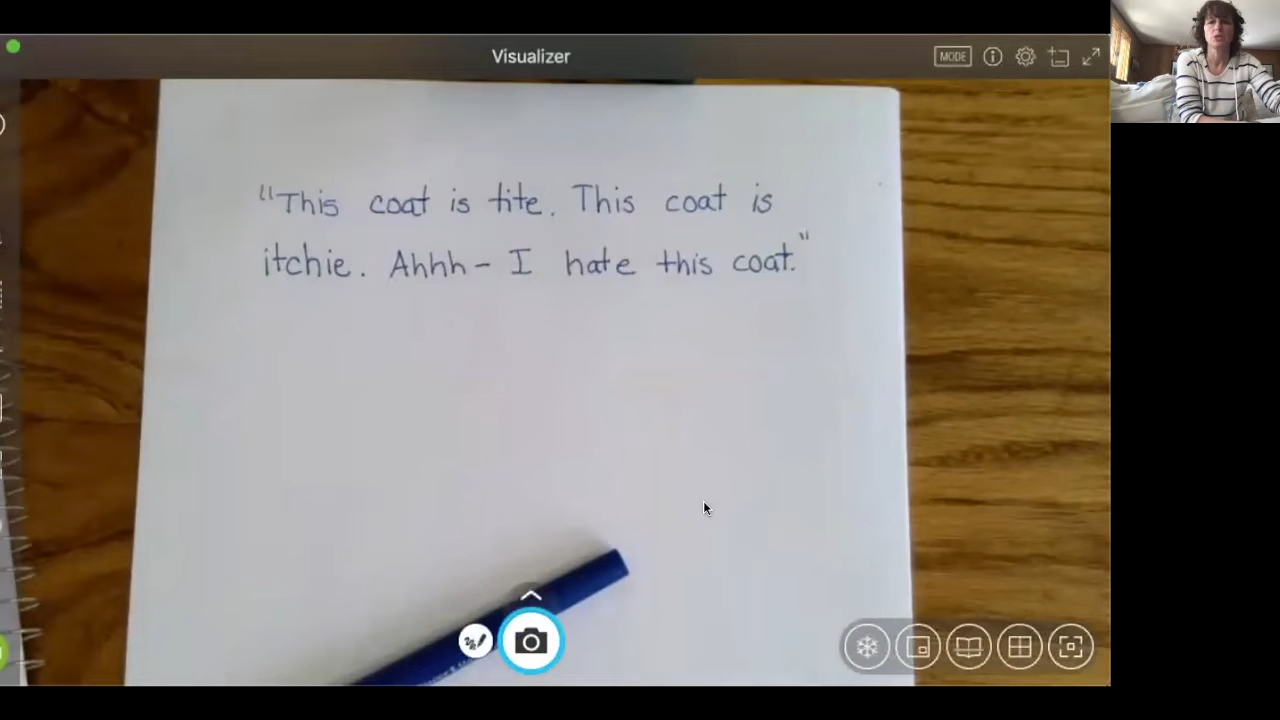 Visualizer
MODE
"This coat is tite. This coat is
itchie. Ahhh- I hate this coat."